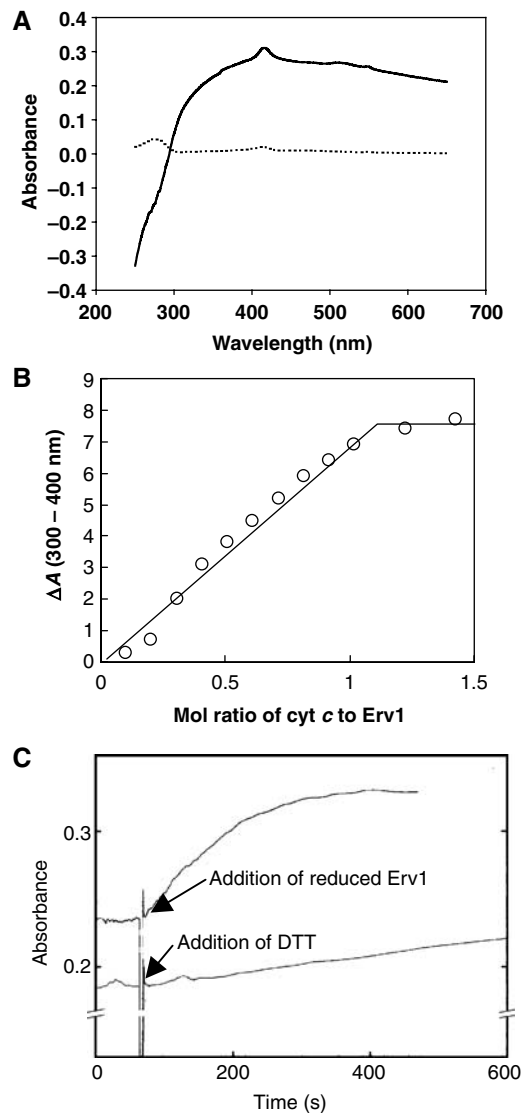 A
0.4
0.3
0.2
0.1
0.0
−0.1
−0.2
−0.3
−0.4
Absorbance
200 300 400 500 600 700
Wavelength (nm)
B
9
8
7
6
5
4
3
2
1
0
ΔA (300 – 400 nm)
0 0.5 1 1.5
Mol ratio of cyt c to Erv1
C
0.3
0.2
Absorbance
Addition of reduced Erv1
Addition of DTT
0 200 400 600
Time (s)